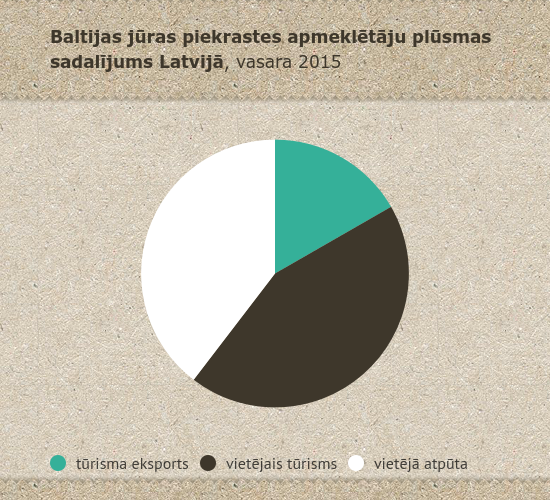 Baltijas jūras piekrastes apmeklētāju plūsmas
sadalījums Latvijā, vasara 2015
tūrisma eksports vietējais tūrisms vietējā atpūta